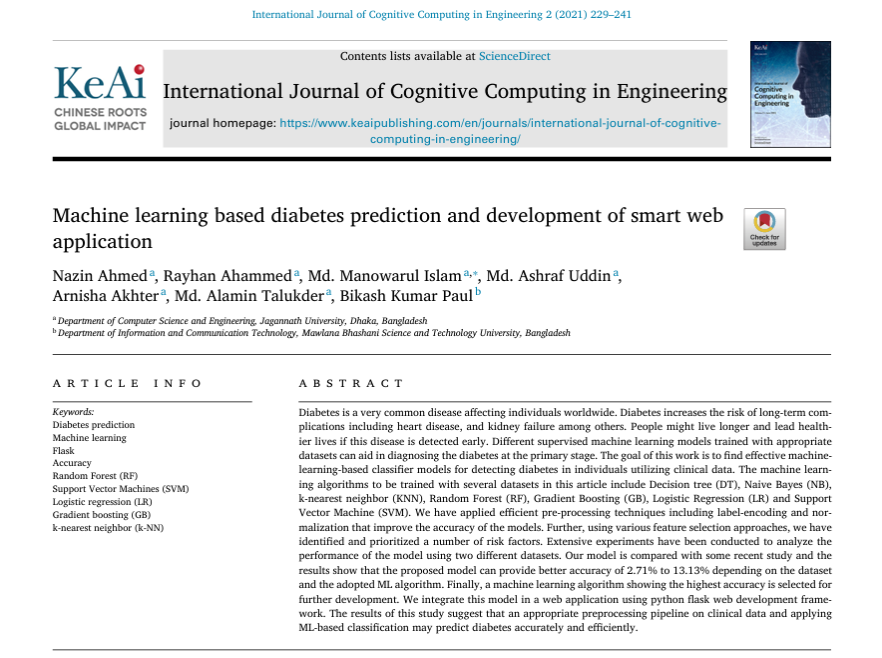 International Journal of Cognitive Computing in Engineering 2 (2021) 229–241
Contents lists available at ScienceDirect
KeAi
CHINESE ROOTS
GLOBAL IMPACT
International Journal of Cognitive Computing in Engineering
journal homepage: https://www.keaipublishing.com/en/journals/international-journal-of-cognitive-
computing-in-engineering/
KeAi
Cognitive
Computing in
Engineering
Machine learning based diabetes prediction and development of smart web
application
Check for
updates
Nazin Ahmed a, Rayhan Ahammed a, Md. Manowarul Islam a,*, Md. Ashraf Uddin a,
Arnisha Akhter a, Md. Alamin Talukder a, Bikash Kumar Paul b
a Department of Computer Science and Engineering, Jagannath University, Dhaka, Bangladesh
b Department of Information and Communication Technology, Mawlana Bhashani Science and Technology University, Bangladesh
ARTICLE INFO
Keywords:
Diabetes prediction
Machine learning
Flask
Accuracy
Random Forest (RF)
Support Vector Machines (SVM)
Logistic regression (LR)
Gradient boosting (GB)
k-nearest neighbor (k-NN)
ABSTRACT
Diabetes is a very common disease affecting individuals worldwide. Diabetes increases the risk of long-term com-
plications including heart disease, and kidney failure among others. People might live longer and lead health-
ier lives if this disease is detected early. Different supervised machine learning models trained with appropriate
datasets can aid in diagnosing the diabetes at the primary stage. The goal of this work is to find effective machine-
learning-based classifier models for detecting diabetes in individuals utilizing clinical data. The machine learn-
ing algorithms to be trained with several datasets in this article include Decision tree (DT), Naive Bayes (NB),
k-nearest neighbor (KNN), Random Forest (RF), Gradient Boosting (GB), Logistic Regression (LR) and Support
Vector Machine (SVM). We have applied efficient pre-processing techniques including label-encoding and nor-
malization that improve the accuracy of the models. Further, using various feature selection approaches, we have
identified and prioritized a number of risk factors. Extensive experiments have been conducted to analyze the
performance of the model using two different datasets. Our model is compared with some recent study and the
results show that the proposed model can provide better accuracy of 2.71% to 13.13% depending on the dataset
and the adopted ML algorithm. Finally, a machine learning algorithm showing the highest accuracy is selected for
further development. We integrate this model in a web application using python flask web development frame-
work. The results of this study suggest that an appropriate preprocessing pipeline on clinical data and applying
ML-based classification may predict diabetes accurately and efficiently.